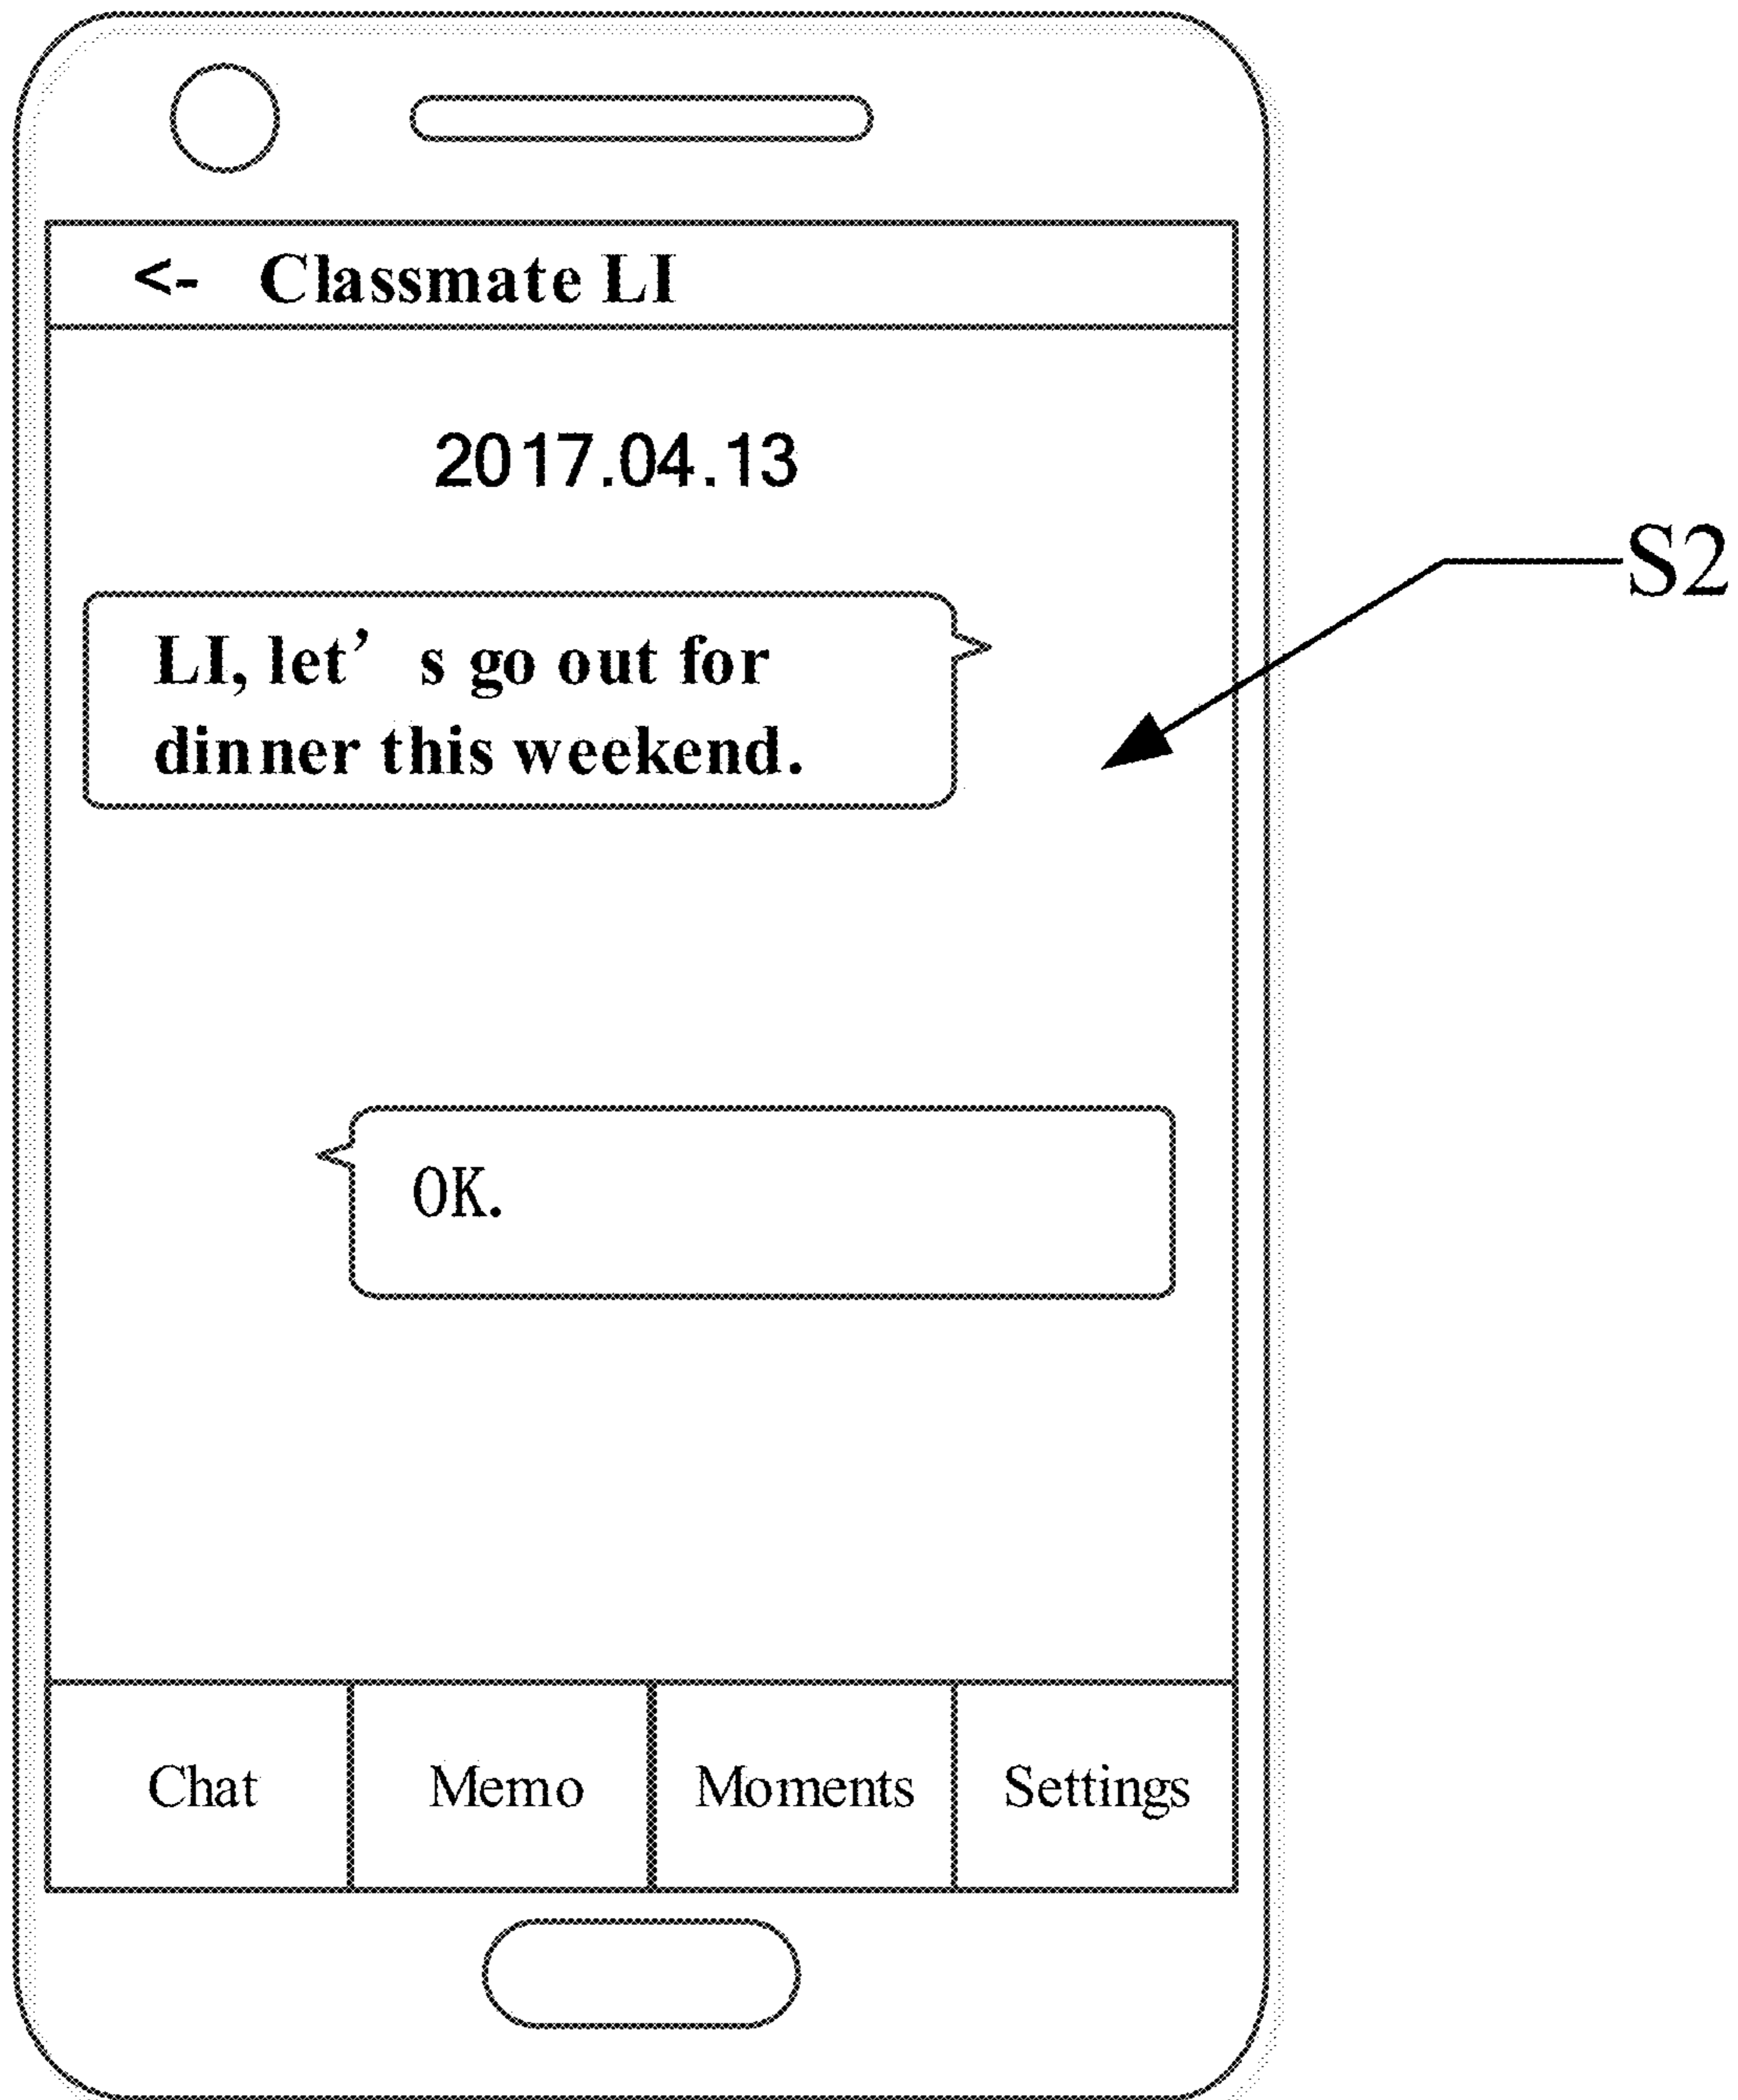 <- Classmate LI
2017.04.13
S2
LI, let’ s go out for
dinner this weekend.
OK.
Chat Memo Moments Settings